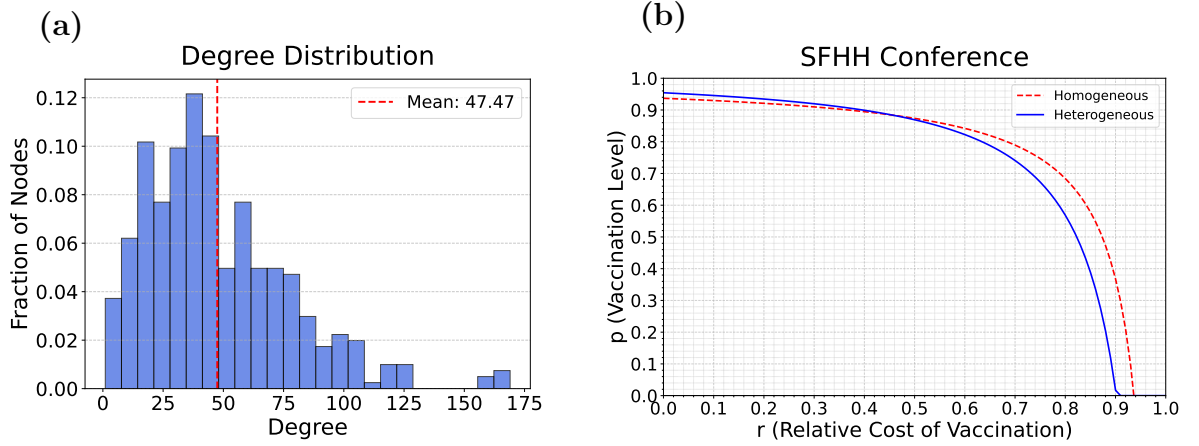 (a)
Degree Distribution
Mean: 47.47
Fraction of Nodes
0.12
0.10
0.08
0.06
0.04
0.02
0.00
0 25 50 75 100 125 150 175
Degree
(b)
SFHH Conference
Homogeneous
Heterogeneous
p (Vaccination Level)
1.0
0.9
0.8
0.7
0.6
0.5
0.4
0.3
0.2
0.1
0.0
0.0 0.1 0.2 0.3 0.4 0.5 0.6 0.7 0.8 0.9 1.0
r (Relative Cost of Vaccination)